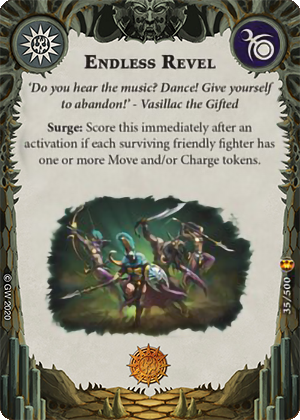 ENDLESS REVEL
‘Do you hear the music? Dance! Give yourself
to abandon!’ - Vasillac the Gifted
Surge: Score this immediately after an
activation if each surviving friendly fighter has
one or more Move and/or Charge tokens.
© GW 2020
35/500